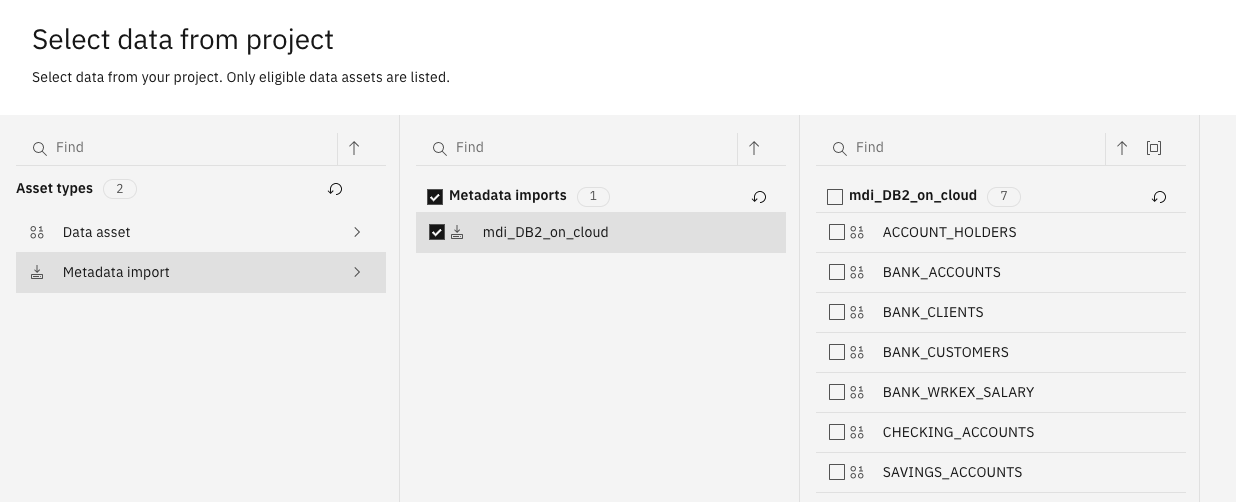 Select data from project
Select data from your project. Only eligible data assets are listed.
Find
Asset types 2
Data asset
Metadata import
Find
Metadata imports 1
mdi_DB2_on_cloud
Find
mdi_DB2_on_cloud 7
ACCOUNT_HOLDERS
BANK_ACCOUNTS
BANK_CLIENTS
BANK_CUSTOMERS
BANK_WRKEX_SALARY
CHECKING_ACCOUNTS
SAVINGS_ACCOUNTS